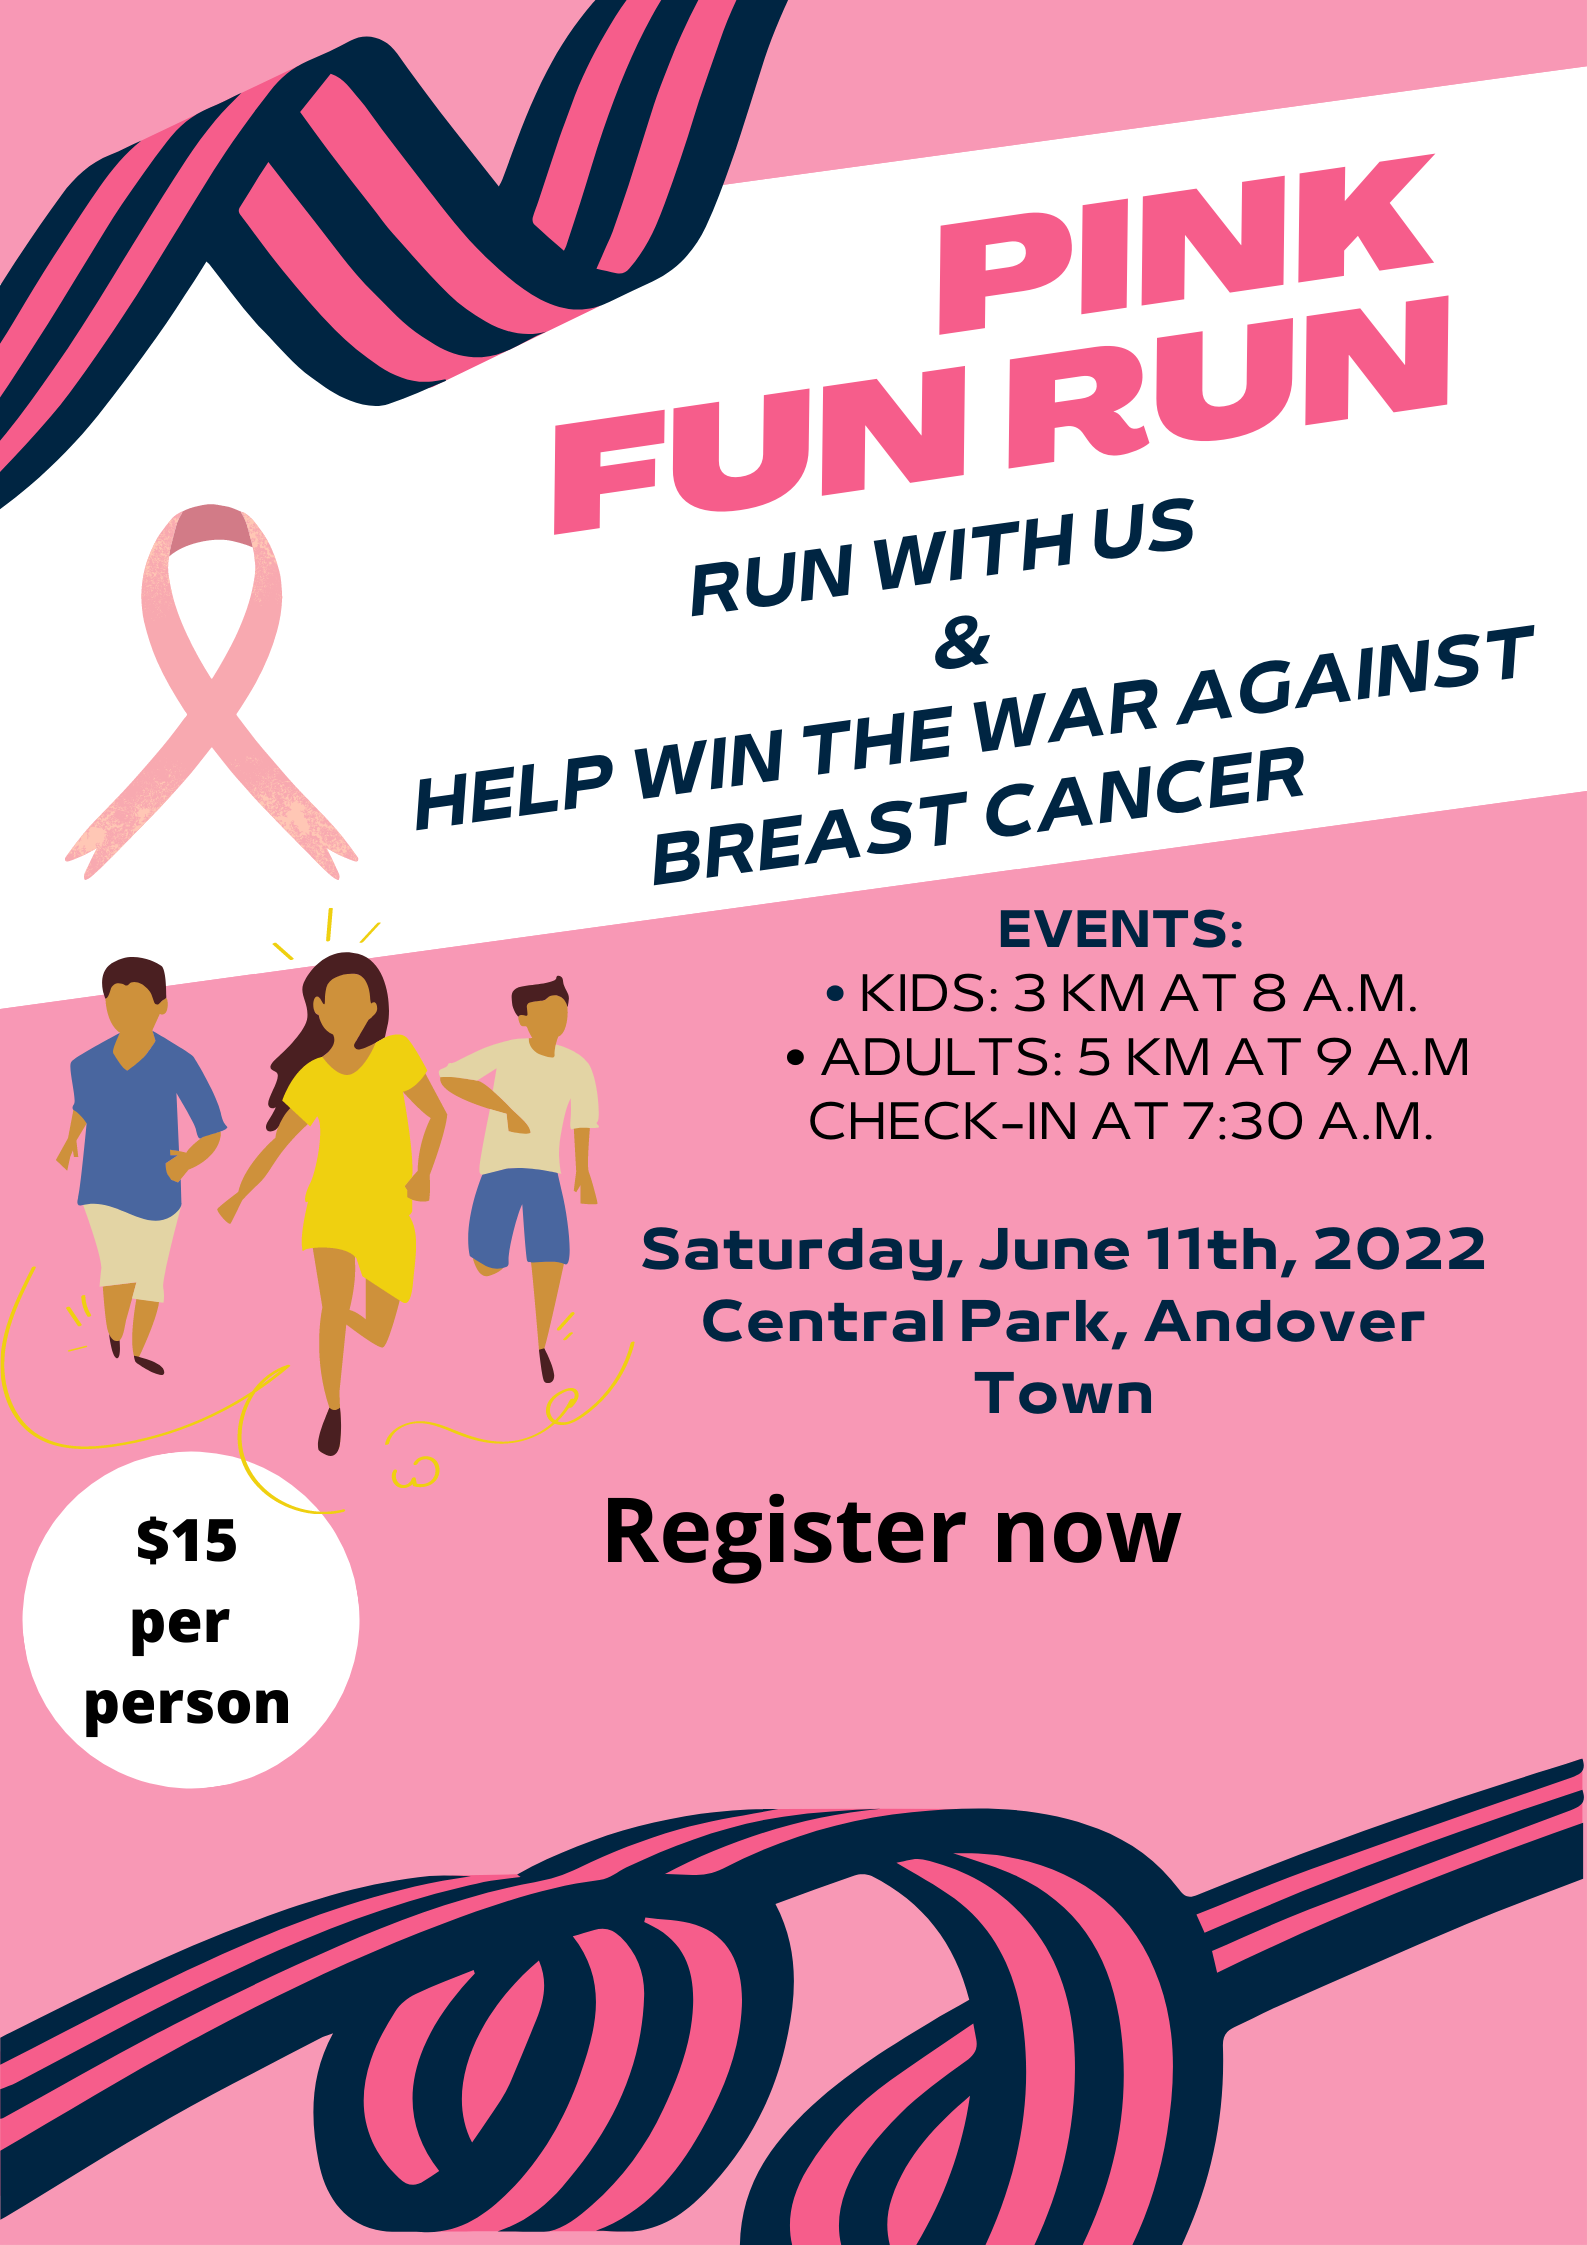 PINK
FUN RUN
RUN WITH US
&
HELP WIN THE WAR AGAINST
BREAST CANCER
EVENTS:
• KIDS: 3 KM AT 8 A.M.
• ADULTS: 5 KM AT 9 A.M
CHECK-IN AT 7:30 A.M.
Saturday, June 11th, 2022
Central Park, Andover
Town
Register now
$15
per
person